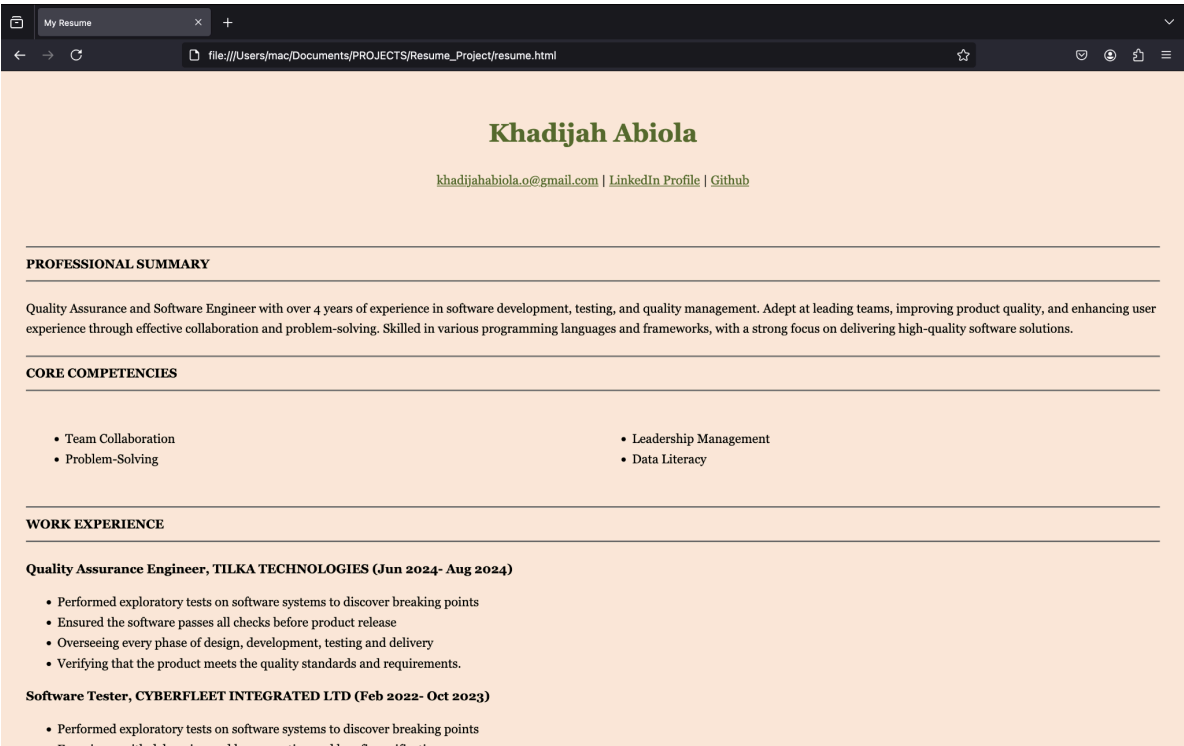 My Resume
file:///Users/mac/Documents/PROJECTS/Resume_Project/resume.html
Khadijah Abiola
khadijahabiola.o@gmail.com | LinkedIn Profile | Github
PROFESSIONAL SUMMARY
Quality Assurance and Software Engineer with over 4 years of experience in software development, testing, and quality management. Adept at leading teams, improving product quality, and enhancing user
experience through effective collaboration and problem-solving. Skilled in various programming languages and frameworks, with a strong focus on delivering high-quality software solutions.
CORE COMPETENCIES
• Team Collaboration
• Problem-Solving
• Leadership Management
• Data Literacy
WORK EXPERIENCE
Quality Assurance Engineer, TILKA TECHNOLOGIES (Jun 2024- Aug 2024)
• Performed exploratory tests on software systems to discover breaking points
• Ensured the software passes all checks before product release
• Overseeing every phase of design, development, testing and delivery
• Verifying that the product meets the quality standards and requirements.
Software Tester, CYBERFLEET INTEGRATED LTD (Feb 2022- Oct 2023)
• Performed exploratory tests on software systems to discover breaking points